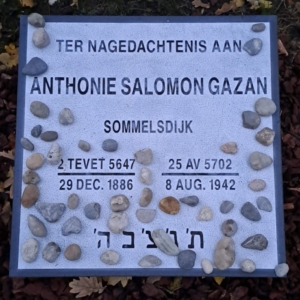 TER NAGEDACHTENIS AAN
ANTHONIE SALOMON GAZAN
SOMMELSDIJK
2 TEVET 5647 25 AV 5702
29 DEC. 1886 8 AUG. 1942
ת' נ' צ' ב' ה'